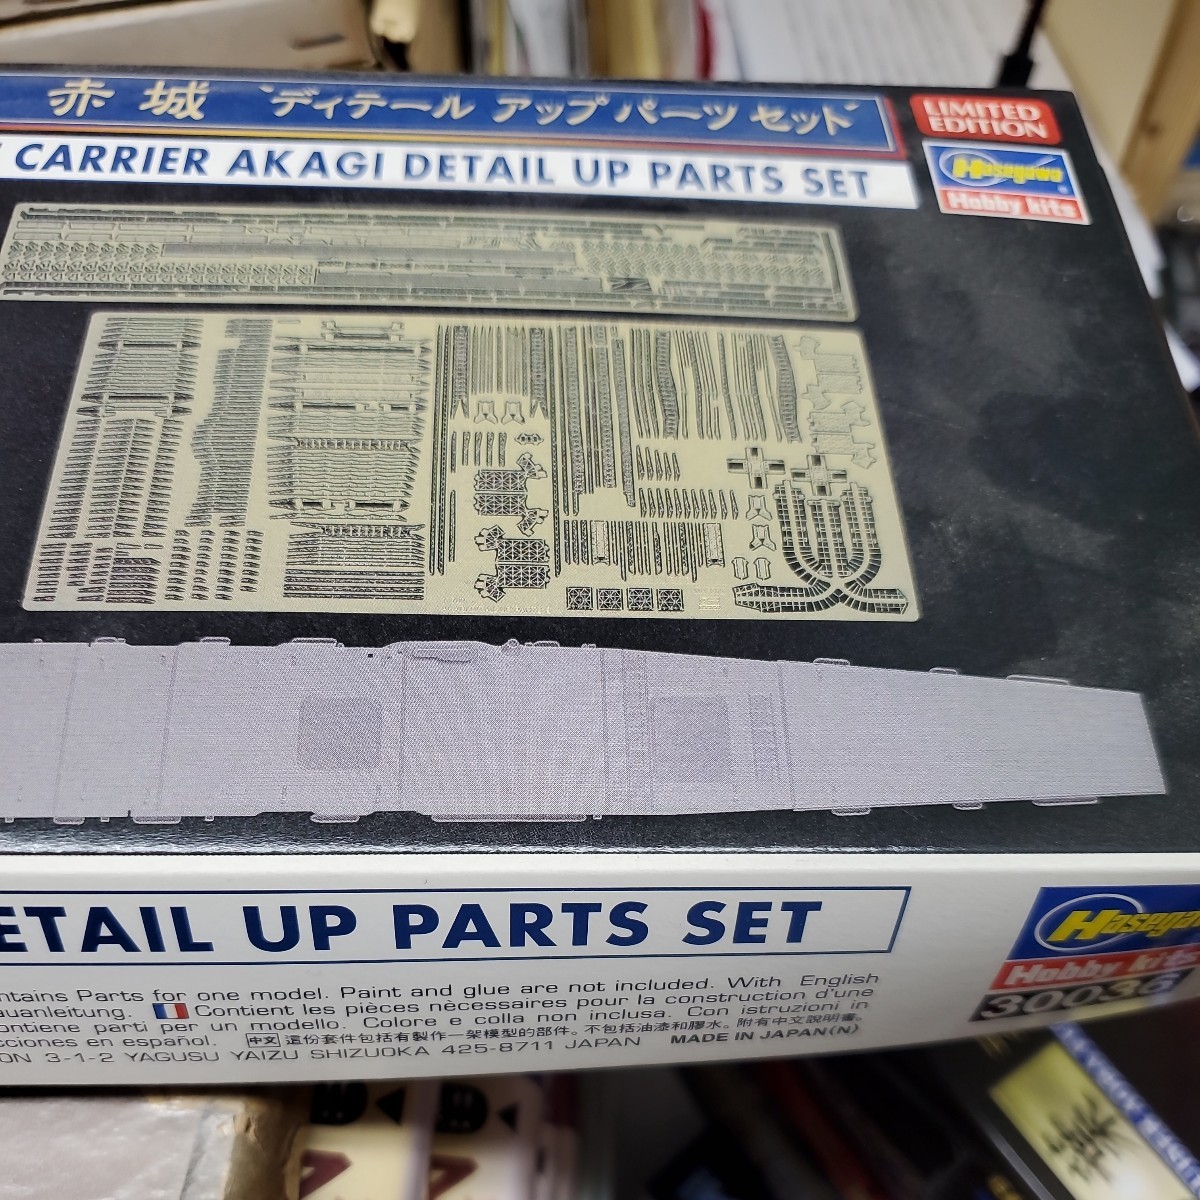 赤城 "ディテール アップ パーツ セット"
LIMITED
EDITION
CARRIER AKAGI DETAIL UP PARTS SET
Hasegawa
Hobby kits
ETAIL UP PARTS SET
Hasegawa
Hobby kits
30036
ntains Parts for one model. Paint and glue are not included. With English
auanleitung. Contient les pièces nècessaires pour la construction d'une
ontiene parti per un modello. Colore e colla non inclusa. Con istruzioni in
cciones en español. 中文 這份套件包括有製作一架模型的部件。不包括油漆和膠水。附有中文說明書。
ON 3-1-2 YAGUSU YAIZU SHIZUOKA 425-8711 JAPAN MADE IN JAPAN(N)